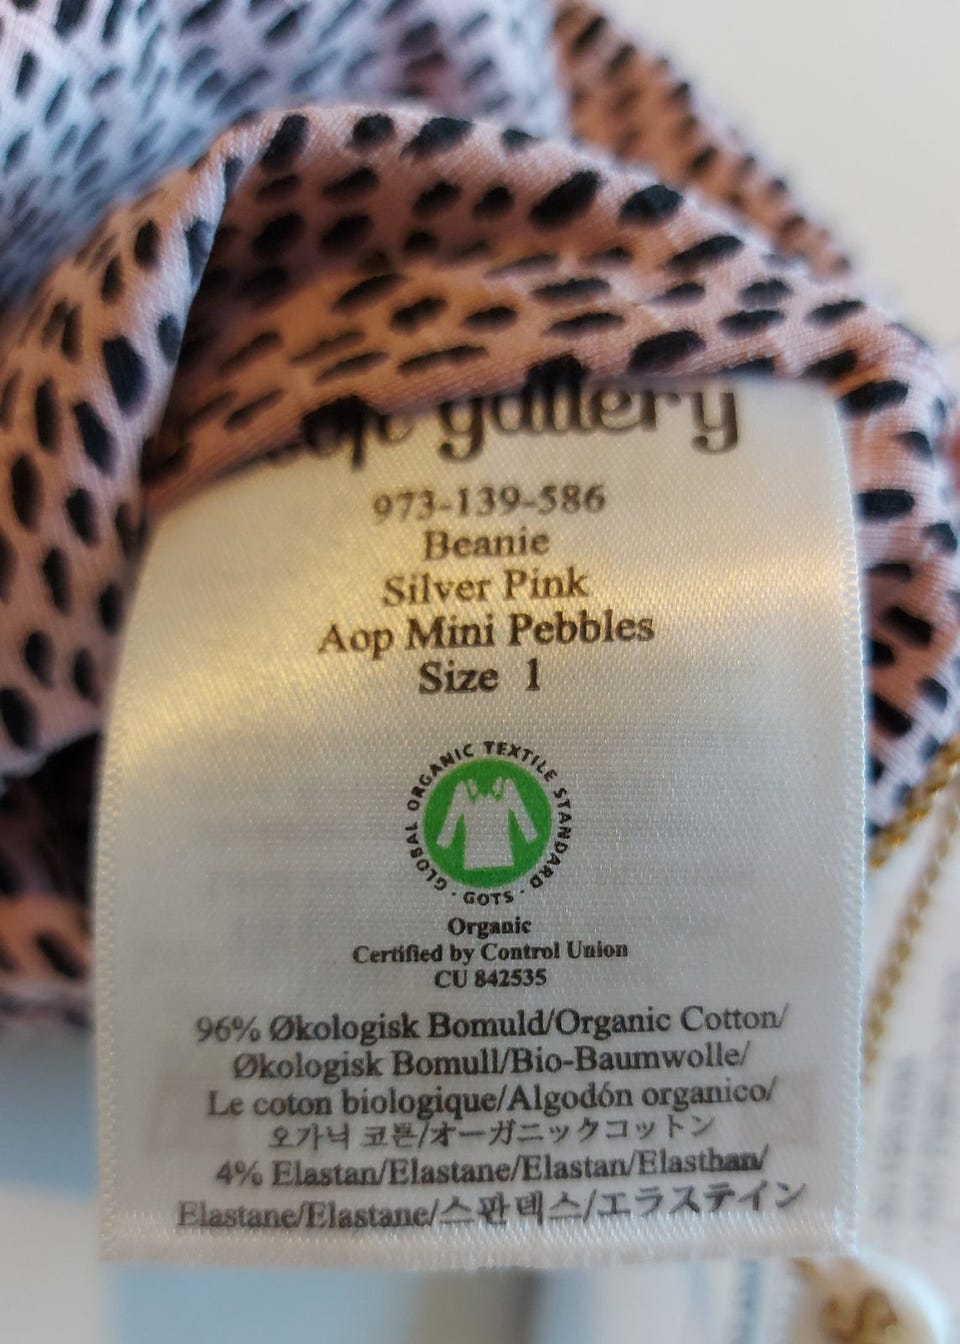 gallery
973-139-586
Beanie
Silver Pink
Aop Mini Pebbles
Size 1
GLOBAL ORGANIC TEXTILE STANDARD · GOTS ·
Organic
Certified by Control Union
CU 842535
96% Økologisk Bomuld/Organic Cotton/
Økologisk Bomull/Bio-Baumwolle/
Le coton biologique/Algodón organico/
오가닉 코튼/オーガニックコットン
4% Elastan/Elastane/Elastan/Elasthan/
Elastane/Elastane/스판덱스/エラステイン